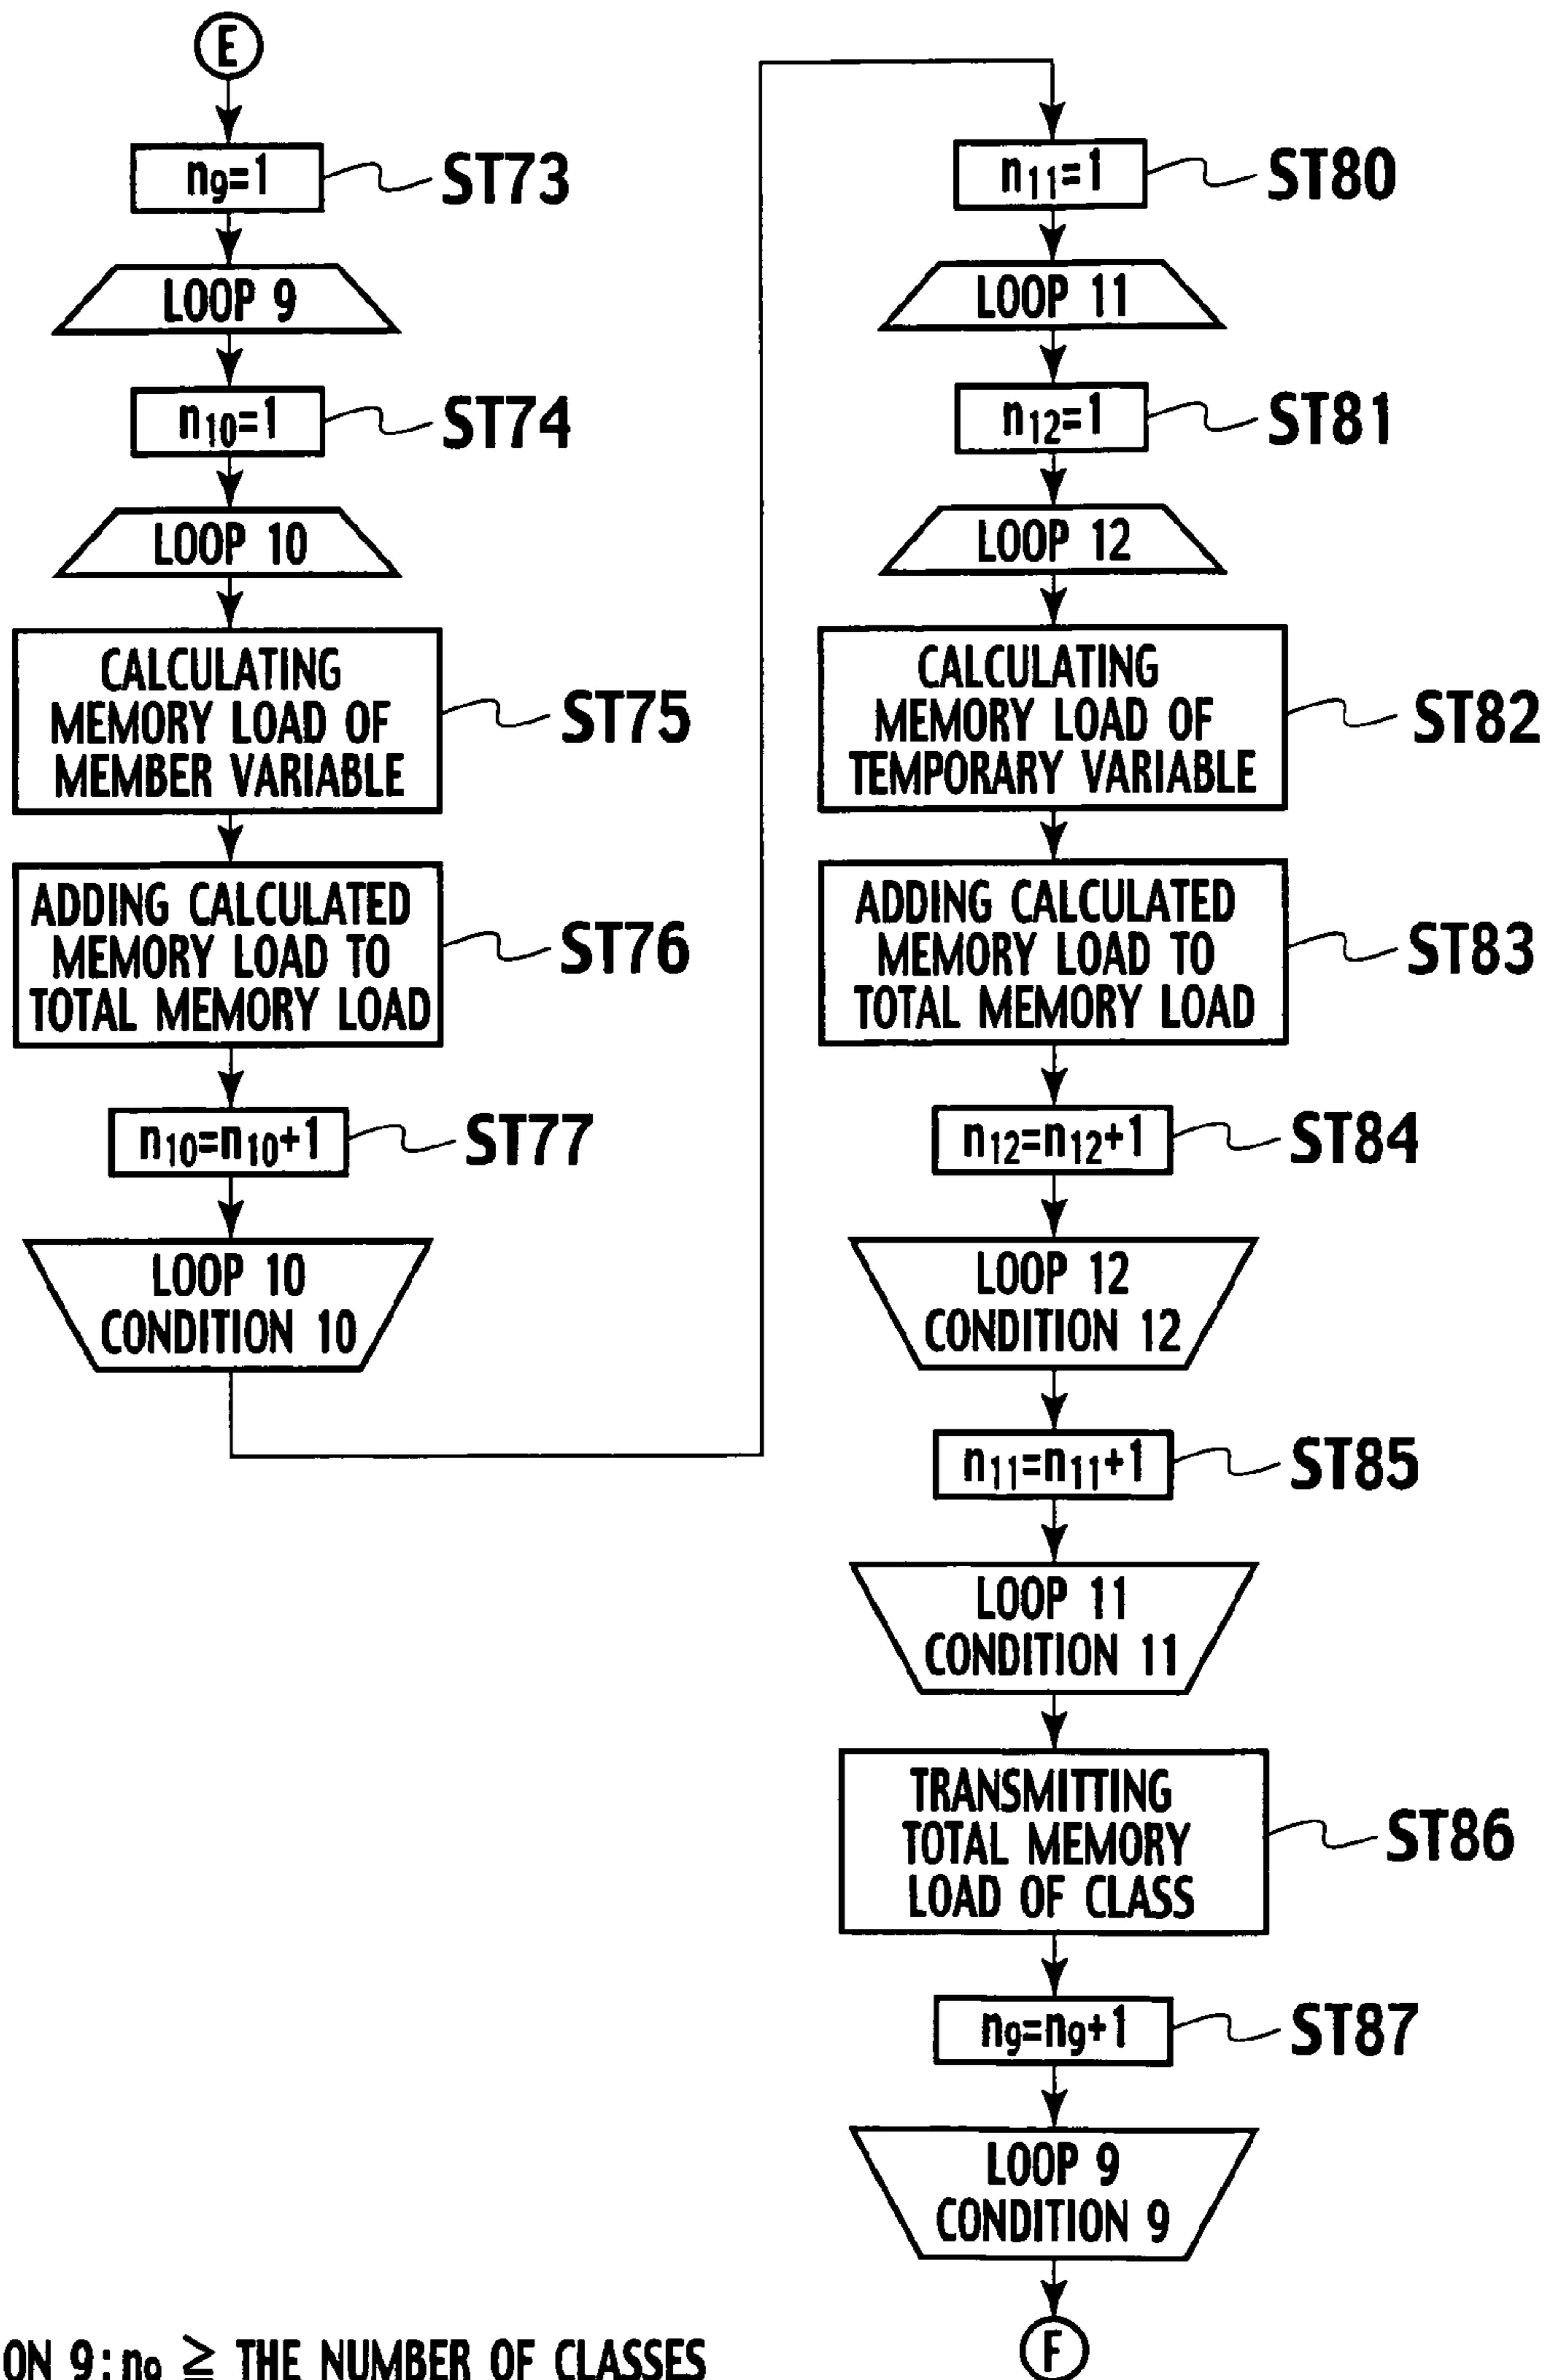 E
n9=1
ST73
LOOP 9
n10=1
ST74
LOOP 10
CALCULATING
MEMORY LOAD OF
MEMBER VARIABLE
ST75
ADDING CALCULATED
MEMORY LOAD TO
TOTAL MEMORY LOAD
ST76
n10=n10+1
ST77
LOOP 10
CONDITION 10
n11=1
ST80
LOOP 11
n12=1
ST81
LOOP 12
CALCULATING
MEMORY LOAD OF
TEMPORARY VARIABLE
ST82
ADDING CALCULATED
MEMORY LOAD TO
TOTAL MEMORY LOAD
ST83
n12=n12+1
ST84
LOOP 12
CONDITION 12
n11=n11+1
ST85
LOOP 11
CONDITION 11
TRANSMITTING
TOTAL MEMORY
LOAD OF CLASS
ST86
n9=n9+1
ST87
LOOP 9
CONDITION 9
F
ON 9: n9 ≧ THE NUMBER OF CLASSES